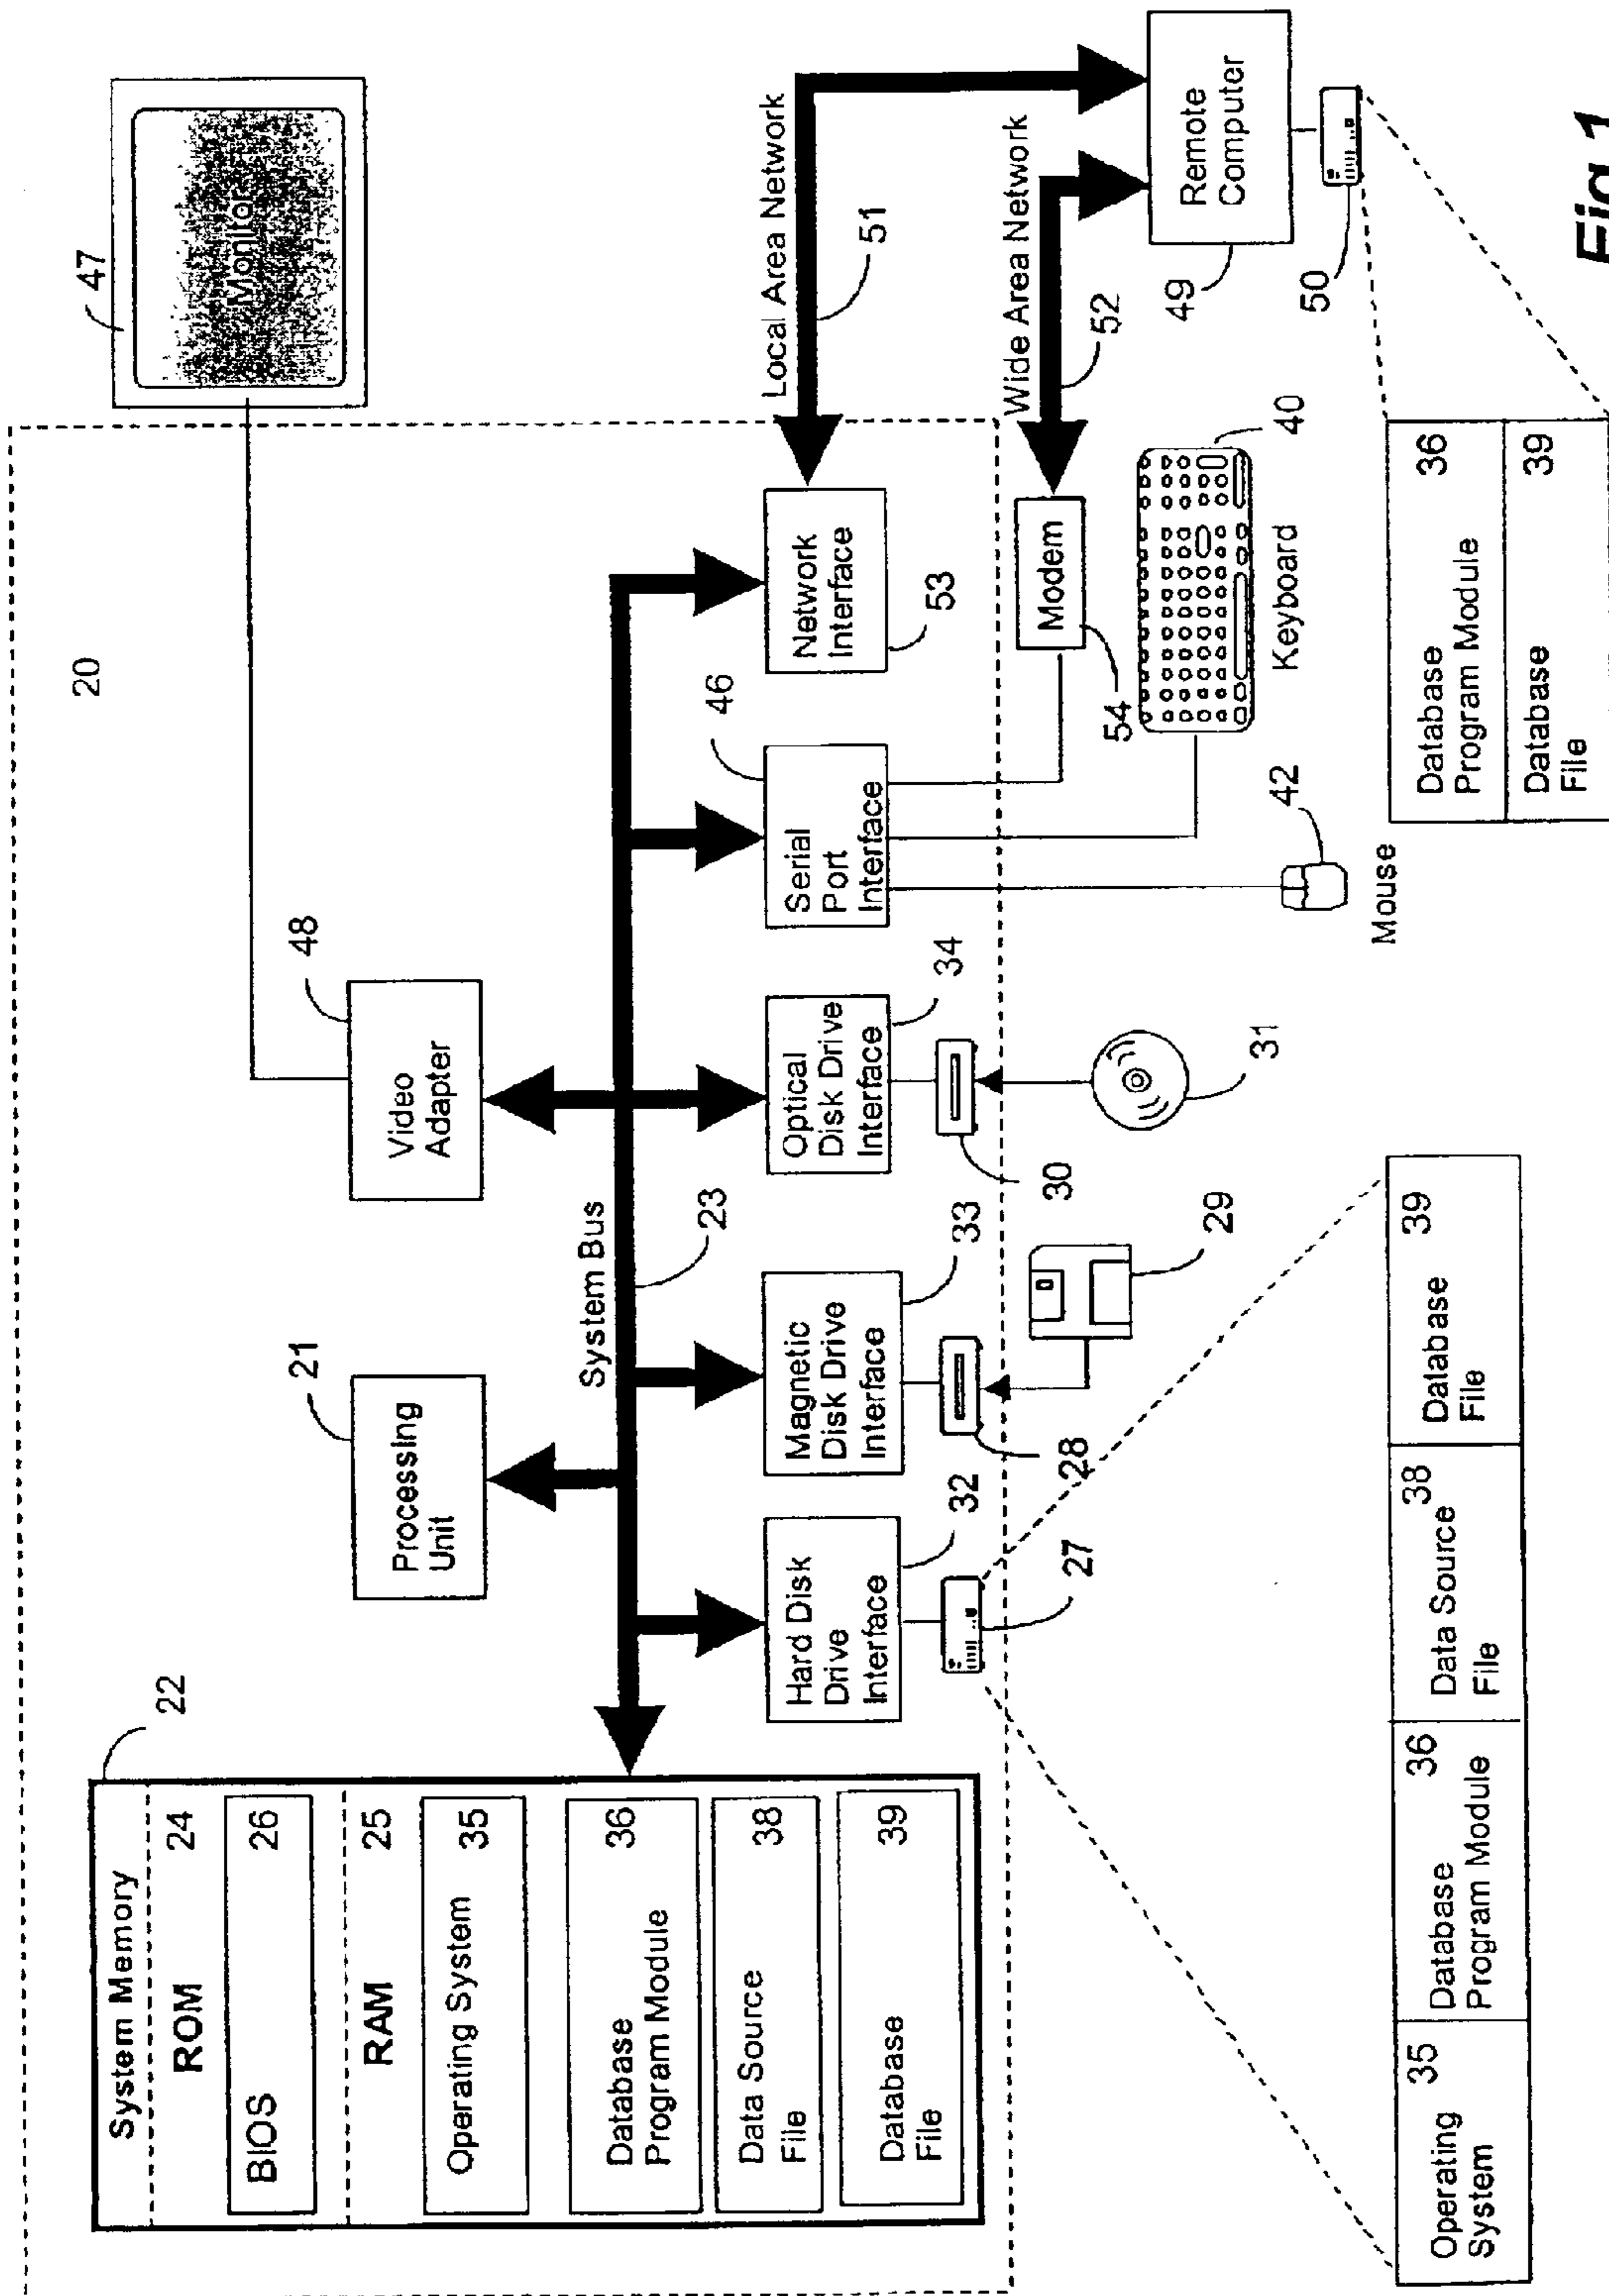 20
System Memory
ROM 24
BIOS 26
RAM 25
Operating System 35
Database
Program Module
36
Data Source
File
38
Database
File
39
22
Processing
Unit
21
Video
Adapter
48
47
Monitor
System Bus
23
Hard Disk
Drive
Interface
32
Magnetic
Disk Drive
Interface
33
Optical
Disk Drive
Interface
34
Serial
Port
Interface
46
Network
Interface
53
Local Area Network
51
27
28
30
29
31
Modem
54
Wide Area Network
52
Keyboard
40
Mouse
42
Remote
Computer
49
50
Operating
System
35
Database
Program Module
36
Data Source
File
38
Database
File
39
Database
Program Module
36
Database
File
39
Fig.1